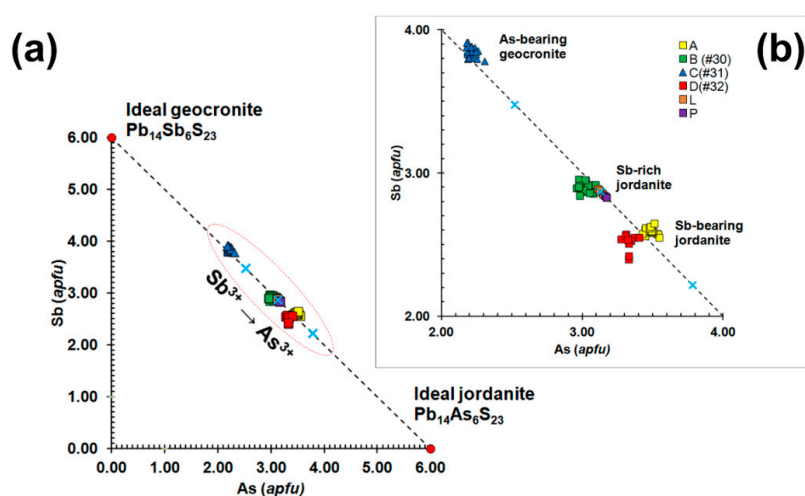 (a)
Ideal geocronite
Pb14Sb6S23
6.00
5.00
4.00
3.00
2.00
1.00
0.00
Sb (apfu)
Sb3+ → As3+
Ideal jordanite
Pb14As6S23
0.00 1.00 2.00 3.00 4.00 5.00 6.00
As (apfu)
(b)
4.00
3.00
2.00
Sb (apfu)
As-bearing
geocronite
A
B (#30)
C(#31)
D(#32)
L
P
Sb-rich
jordanite
Sb-bearing
jordanite
2.00 3.00 4.00
As (apfu)